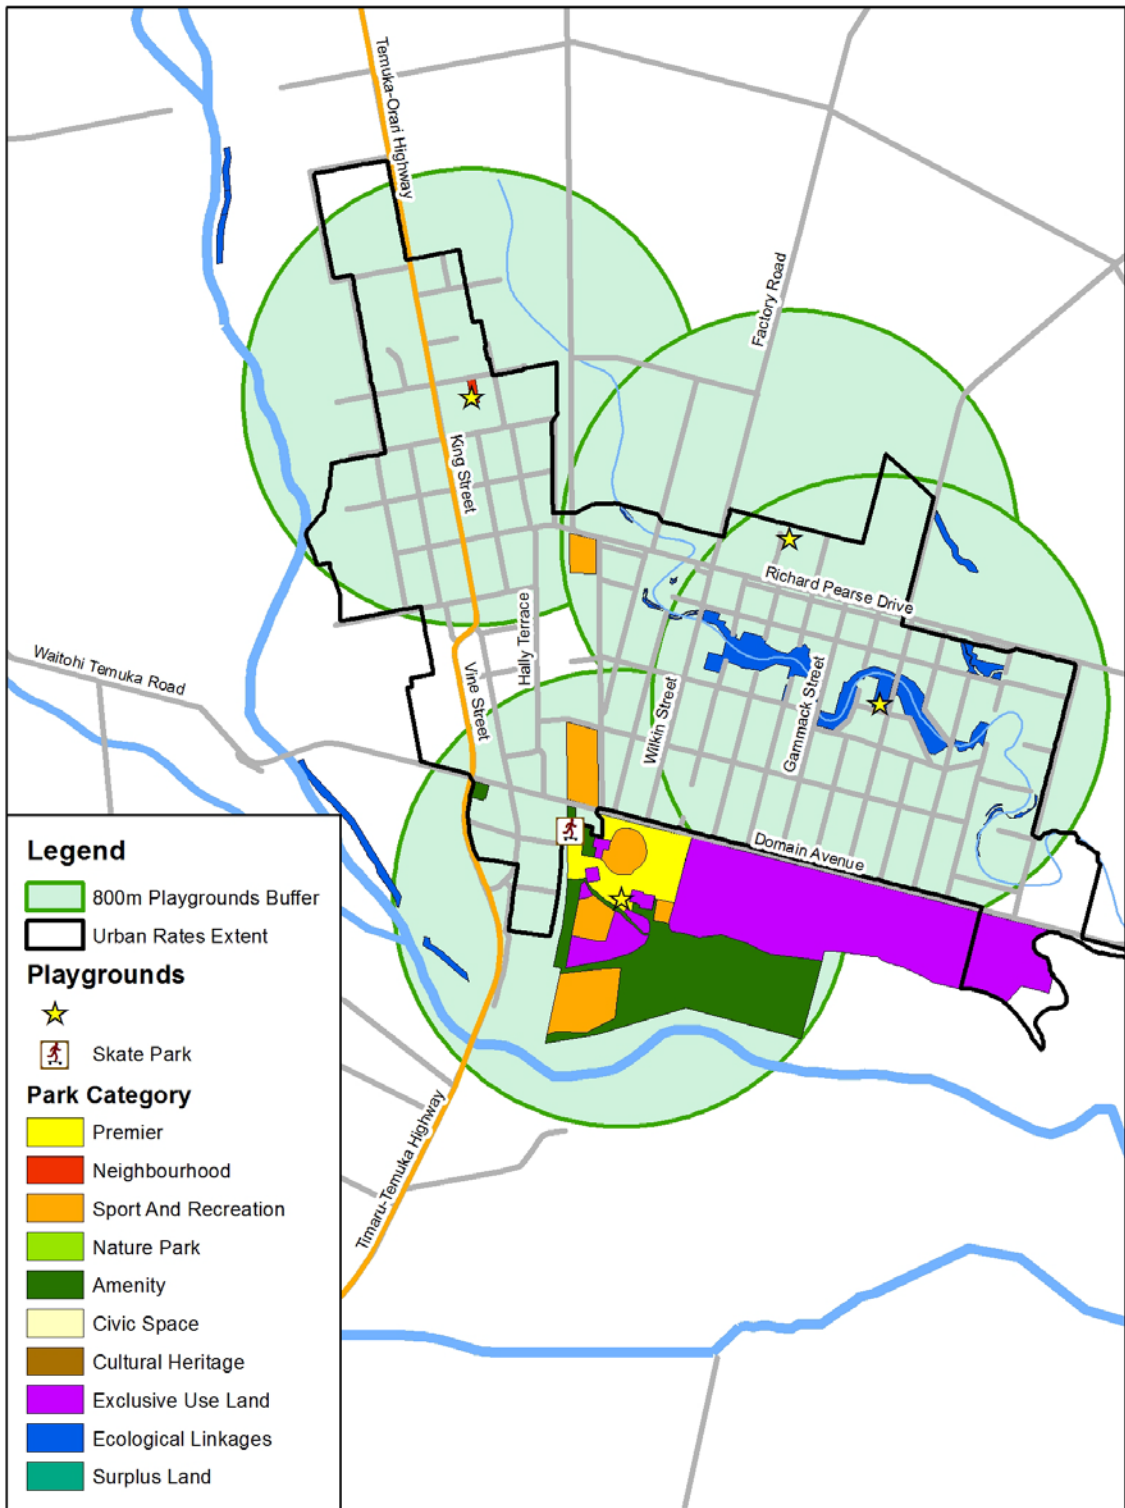 Temuka-Orari Highway
Factory Road
King Street
Richard Pearse Drive
Hally Terrace
Waitohi Temuka Road
Vine Street
Wilkin Street
Gammack Street
Domain Avenue
Timaru-Temuka Highway
Legend
800m Playgrounds Buffer
Urban Rates Extent
Playgrounds
Skate Park
Park Category
Premier
Neighbourhood
Sport And Recreation
Nature Park
Amenity
Civic Space
Cultural Heritage
Exclusive Use Land
Ecological Linkages
Surplus Land